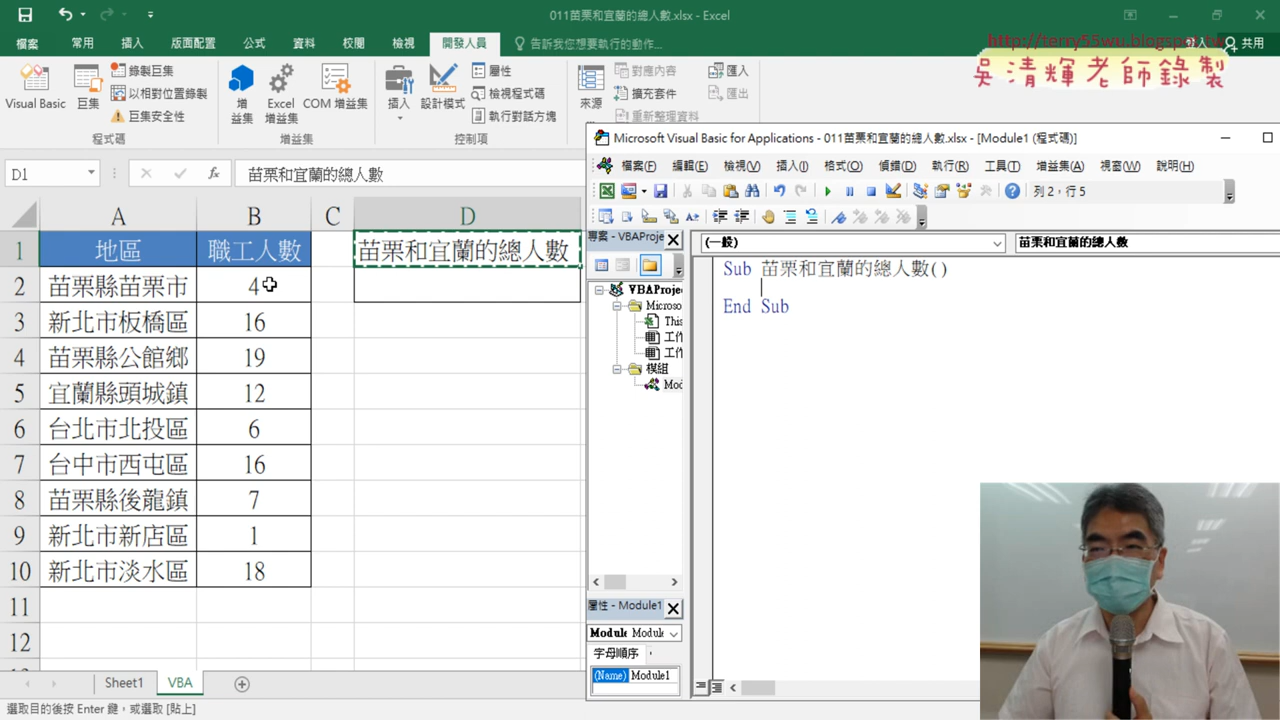 011苗栗和宜蘭的總人數.xlsx - Excel
檔案 常用 插入 版面配置 公式 資料 校閱 檢視 開發人員 告訴我您想要執行的動作... 共用
http://terry55wu.blogspot.tw
吳清輝老師錄製
Visual Basic 巨集 錄製巨集 以相對位置錄製 巨集安全性
增益集 Excel 增益集 COM 增益集
插入 設計模式 屬性 檢視程式碼 執行對話方塊
來源 對應內容 擴充套件 重新整理資料 匯入 匯出
程式碼 增益集 控制項
D1 fx 苗栗和宜蘭的總人數
A B C D
1 地區 職工人數 苗栗和宜蘭的總人數
2 苗栗縣苗栗市 4
3 新北市板橋區 16
4 苗栗縣公館鄉 19
5 宜蘭縣頭城鎮 12
6 台北市北投區 6
7 台中市西屯區 16
8 苗栗縣後龍鎮 7
9 新北市新店區 1
10 新北市淡水區 18
11
12
Sheet1 VBA
選取目的後按 Enter 鍵，或選取 [貼上]
Microsoft Visual Basic for Applications - 011苗栗和宜蘭的總人數.xlsx - [Module1 (程式碼)]
檔案(F) 編輯(E) 檢視(V) 插入(I) 格式(O) 偵錯(D) 執行(R) 工具(T) 增益集(A) 視窗(W) 說明(H)
列 2，行 5
專案 - VBAProje
VBAProje
Microso
This
工作
工作
模組
Mod
屬性 - Module1
Module Module
字母順序
(Name) Module1
(一般) 苗栗和宜蘭的總人數
Sub 苗栗和宜蘭的總人數()
End Sub